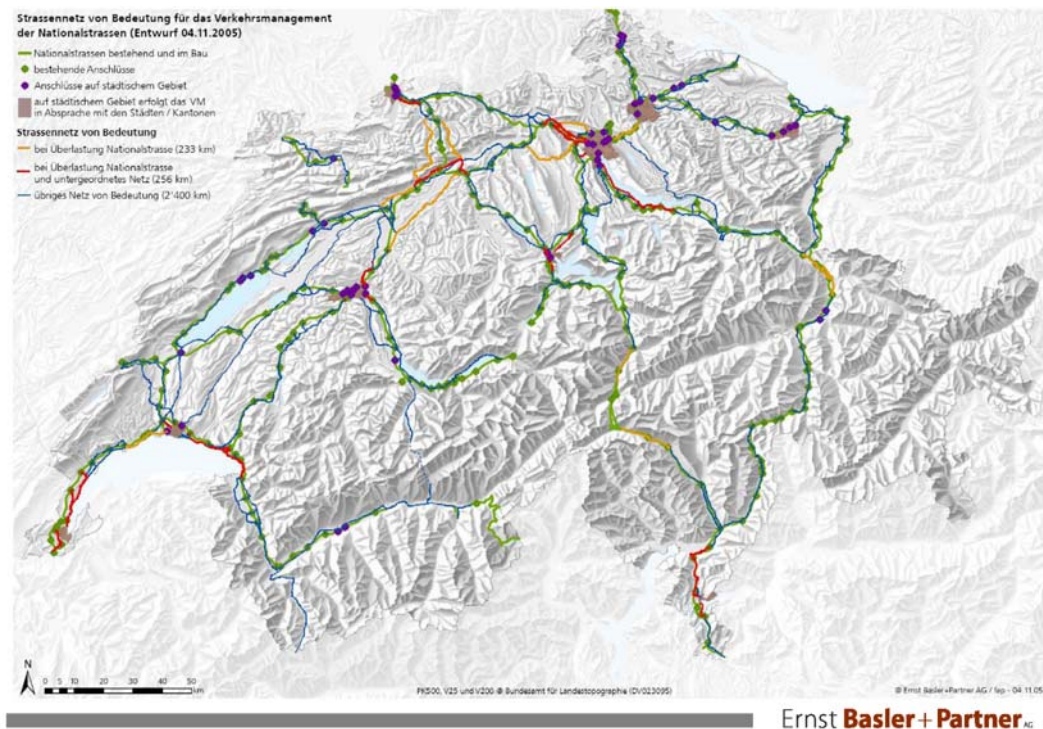 Strassennetz von Bedeutung für das Verkehrsmanagement
der Nationalstrassen (Entwurf 04.11.2005)
Nationalstrassen bestehend und im Bau
bestehende Anschlüsse
Anschlüsse auf städtischem Gebiet
auf städtischem Gebiet erfolgt das VM
in Absprache mit den Städten / Kantonen
Strassennetz von Bedeutung
bei Überlastung Nationalstrasse (233 km)
bei Überlastung Nationalstrasse
und untergeordnetes Netz (256 km)
übriges Netz von Bedeutung (2'400 km)
N
0 5 10 20 30 40 50
km
PK500, V25 und V200 @ Bundesamt für Landestopographie (DV023095)
© Ernst Basler+Partner AG / fep - 04.11.05
Ernst Basler+Partner AG